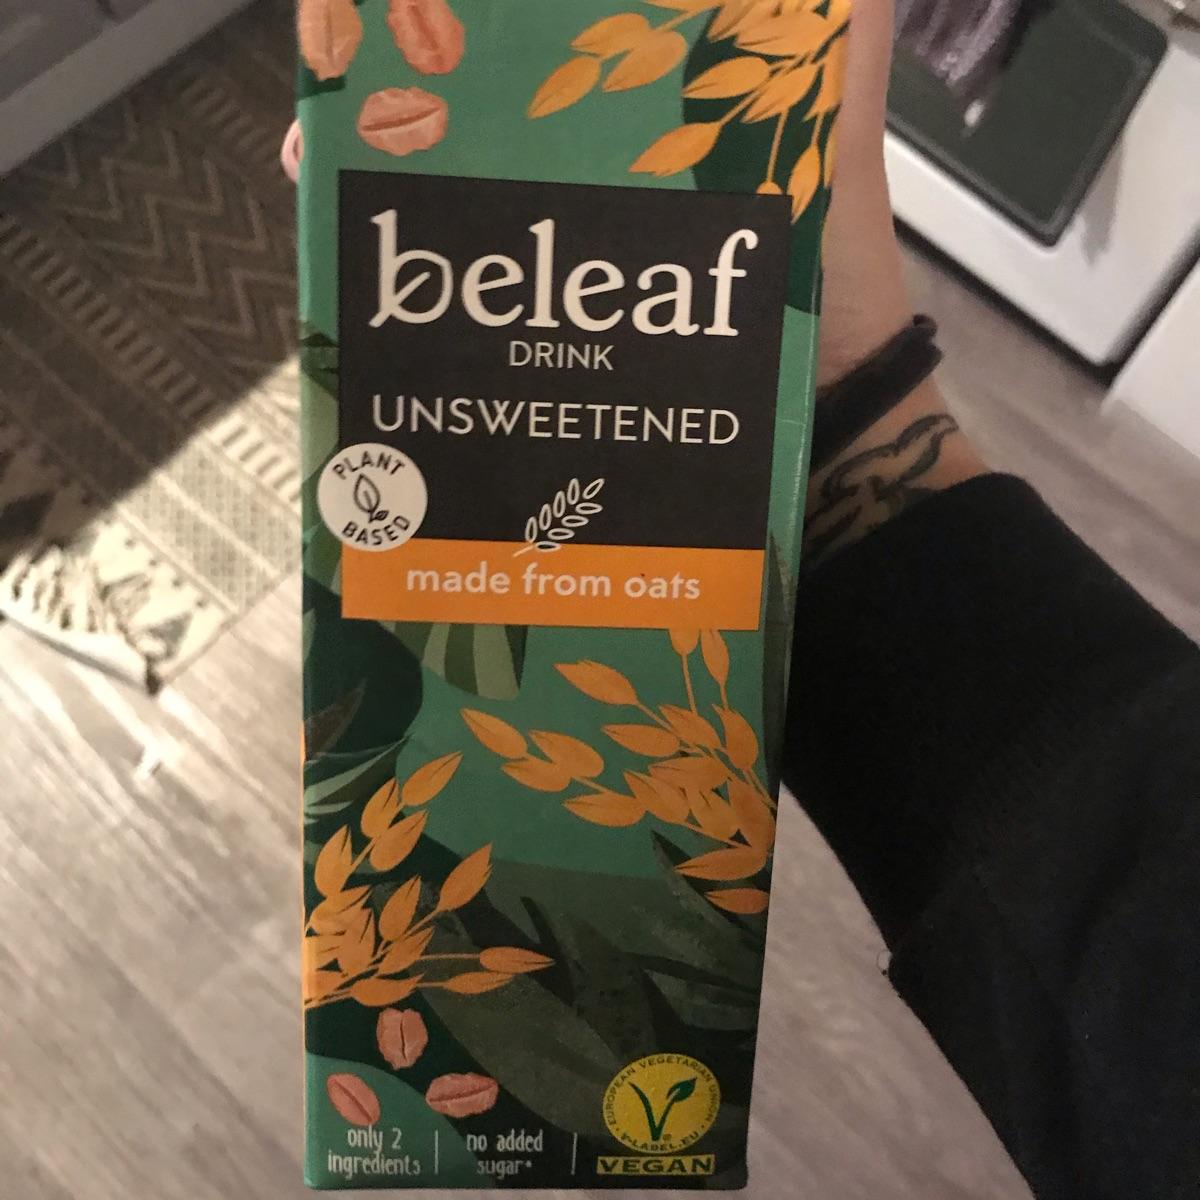 beleaf
DRINK
UNSWEETENED
PLANT
BASED
made from oats
only 2
ingredients
no added
sugar*
EUROPEAN VEGETARIAN UNION
V-LABEL.EU
VEGAN